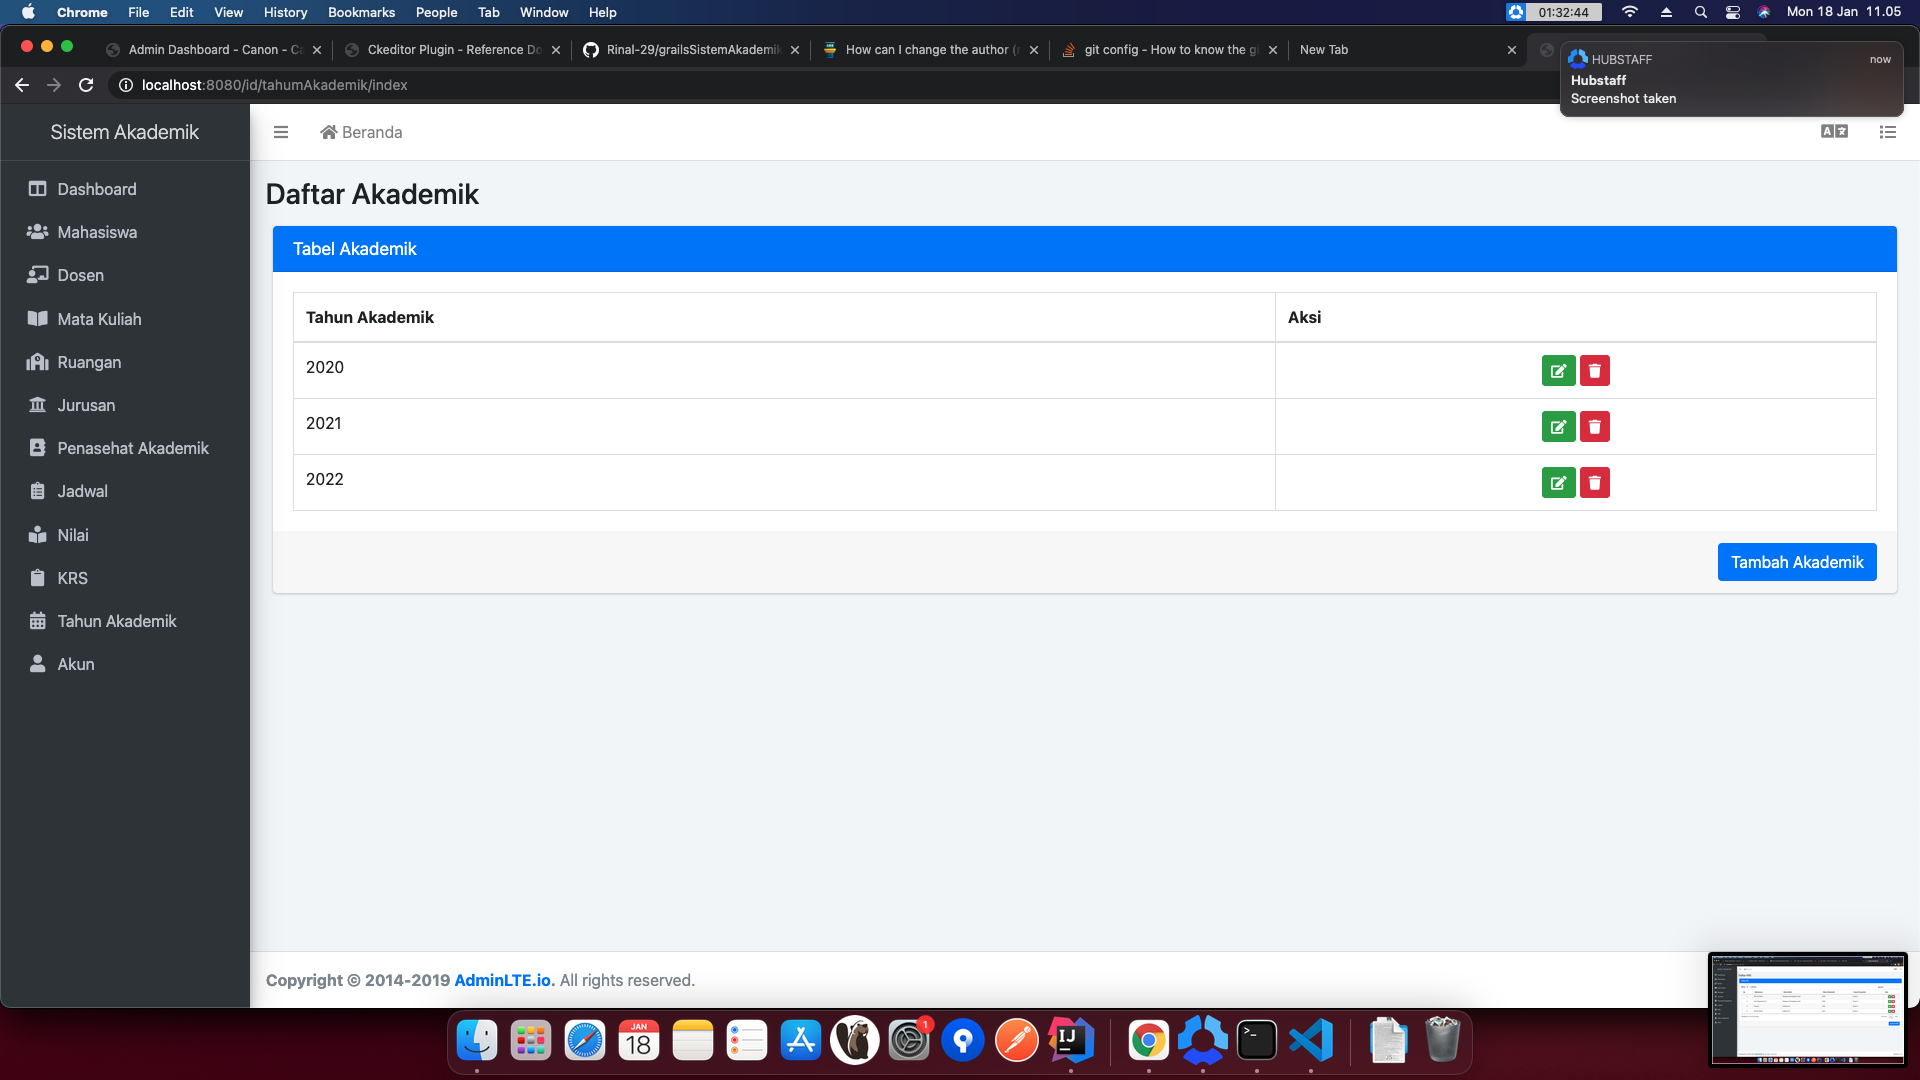 Chrome File Edit View History Bookmarks People Tab Window Help 01:32:44 Mon 18 Jan 11.05
Admin Dashboard - Canon - Ca Ckeditor Plugin - Reference Do Rinal-29/grailsSistemAkademik How can I change the author ( git config - How to know the gi New Tab
HUBSTAFF now
Hubstaff
Screenshot taken
localhost:8080/id/tahumAkademik/index
Sistem Akademik
Beranda
Dashboard
Mahasiswa
Dosen
Mata Kuliah
Ruangan
Jurusan
Penasehat Akademik
Jadwal
Nilai
KRS
Tahun Akademik
Akun
Daftar Akademik
Tabel Akademik
Tahun Akademik Aksi
2020
2021
2022
Tambah Akademik
Copyright © 2014-2019 AdminLTE.io. All rights reserved.
JAN
18
1
IJ
>_